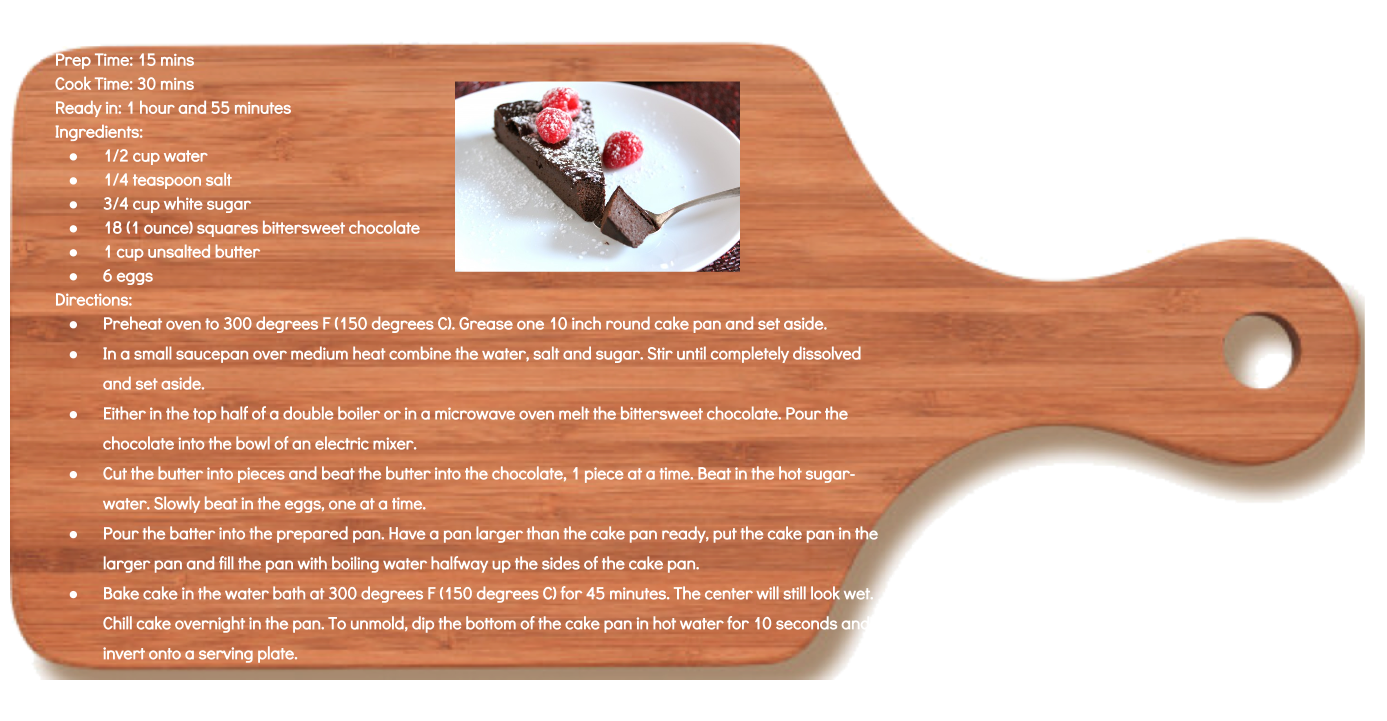 Prep Time: 15 mins
Cook Time: 30 mins
Ready in: 1 hour and 55 minutes
Ingredients:
● 1/2 cup water
● 1/4 teaspoon salt
● 3/4 cup white sugar
● 18 (1 ounce) squares bittersweet chocolate
● 1 cup unsalted butter
● 6 eggs
Directions:
● Preheat oven to 300 degrees F (150 degrees C). Grease one 10 inch round cake pan and set aside.
● In a small saucepan over medium heat combine the water, salt and sugar. Stir until completely dissolved
and set aside.
● Either in the top half of a double boiler or in a microwave oven melt the bittersweet chocolate. Pour the
chocolate into the bowl of an electric mixer.
● Cut the butter into pieces and beat the butter into the chocolate, 1 piece at a time. Beat in the hot sugar-
water. Slowly beat in the eggs, one at a time.
● Pour the batter into the prepared pan. Have a pan larger than the cake pan ready, put the cake pan in the
larger pan and fill the pan with boiling water halfway up the sides of the cake pan.
● Bake cake in the water bath at 300 degrees F (150 degrees C) for 45 minutes. The center will still look wet.
Chill cake overnight in the pan. To unmold, dip the bottom of the cake pan in hot water for 10 seconds and
invert onto a serving plate.